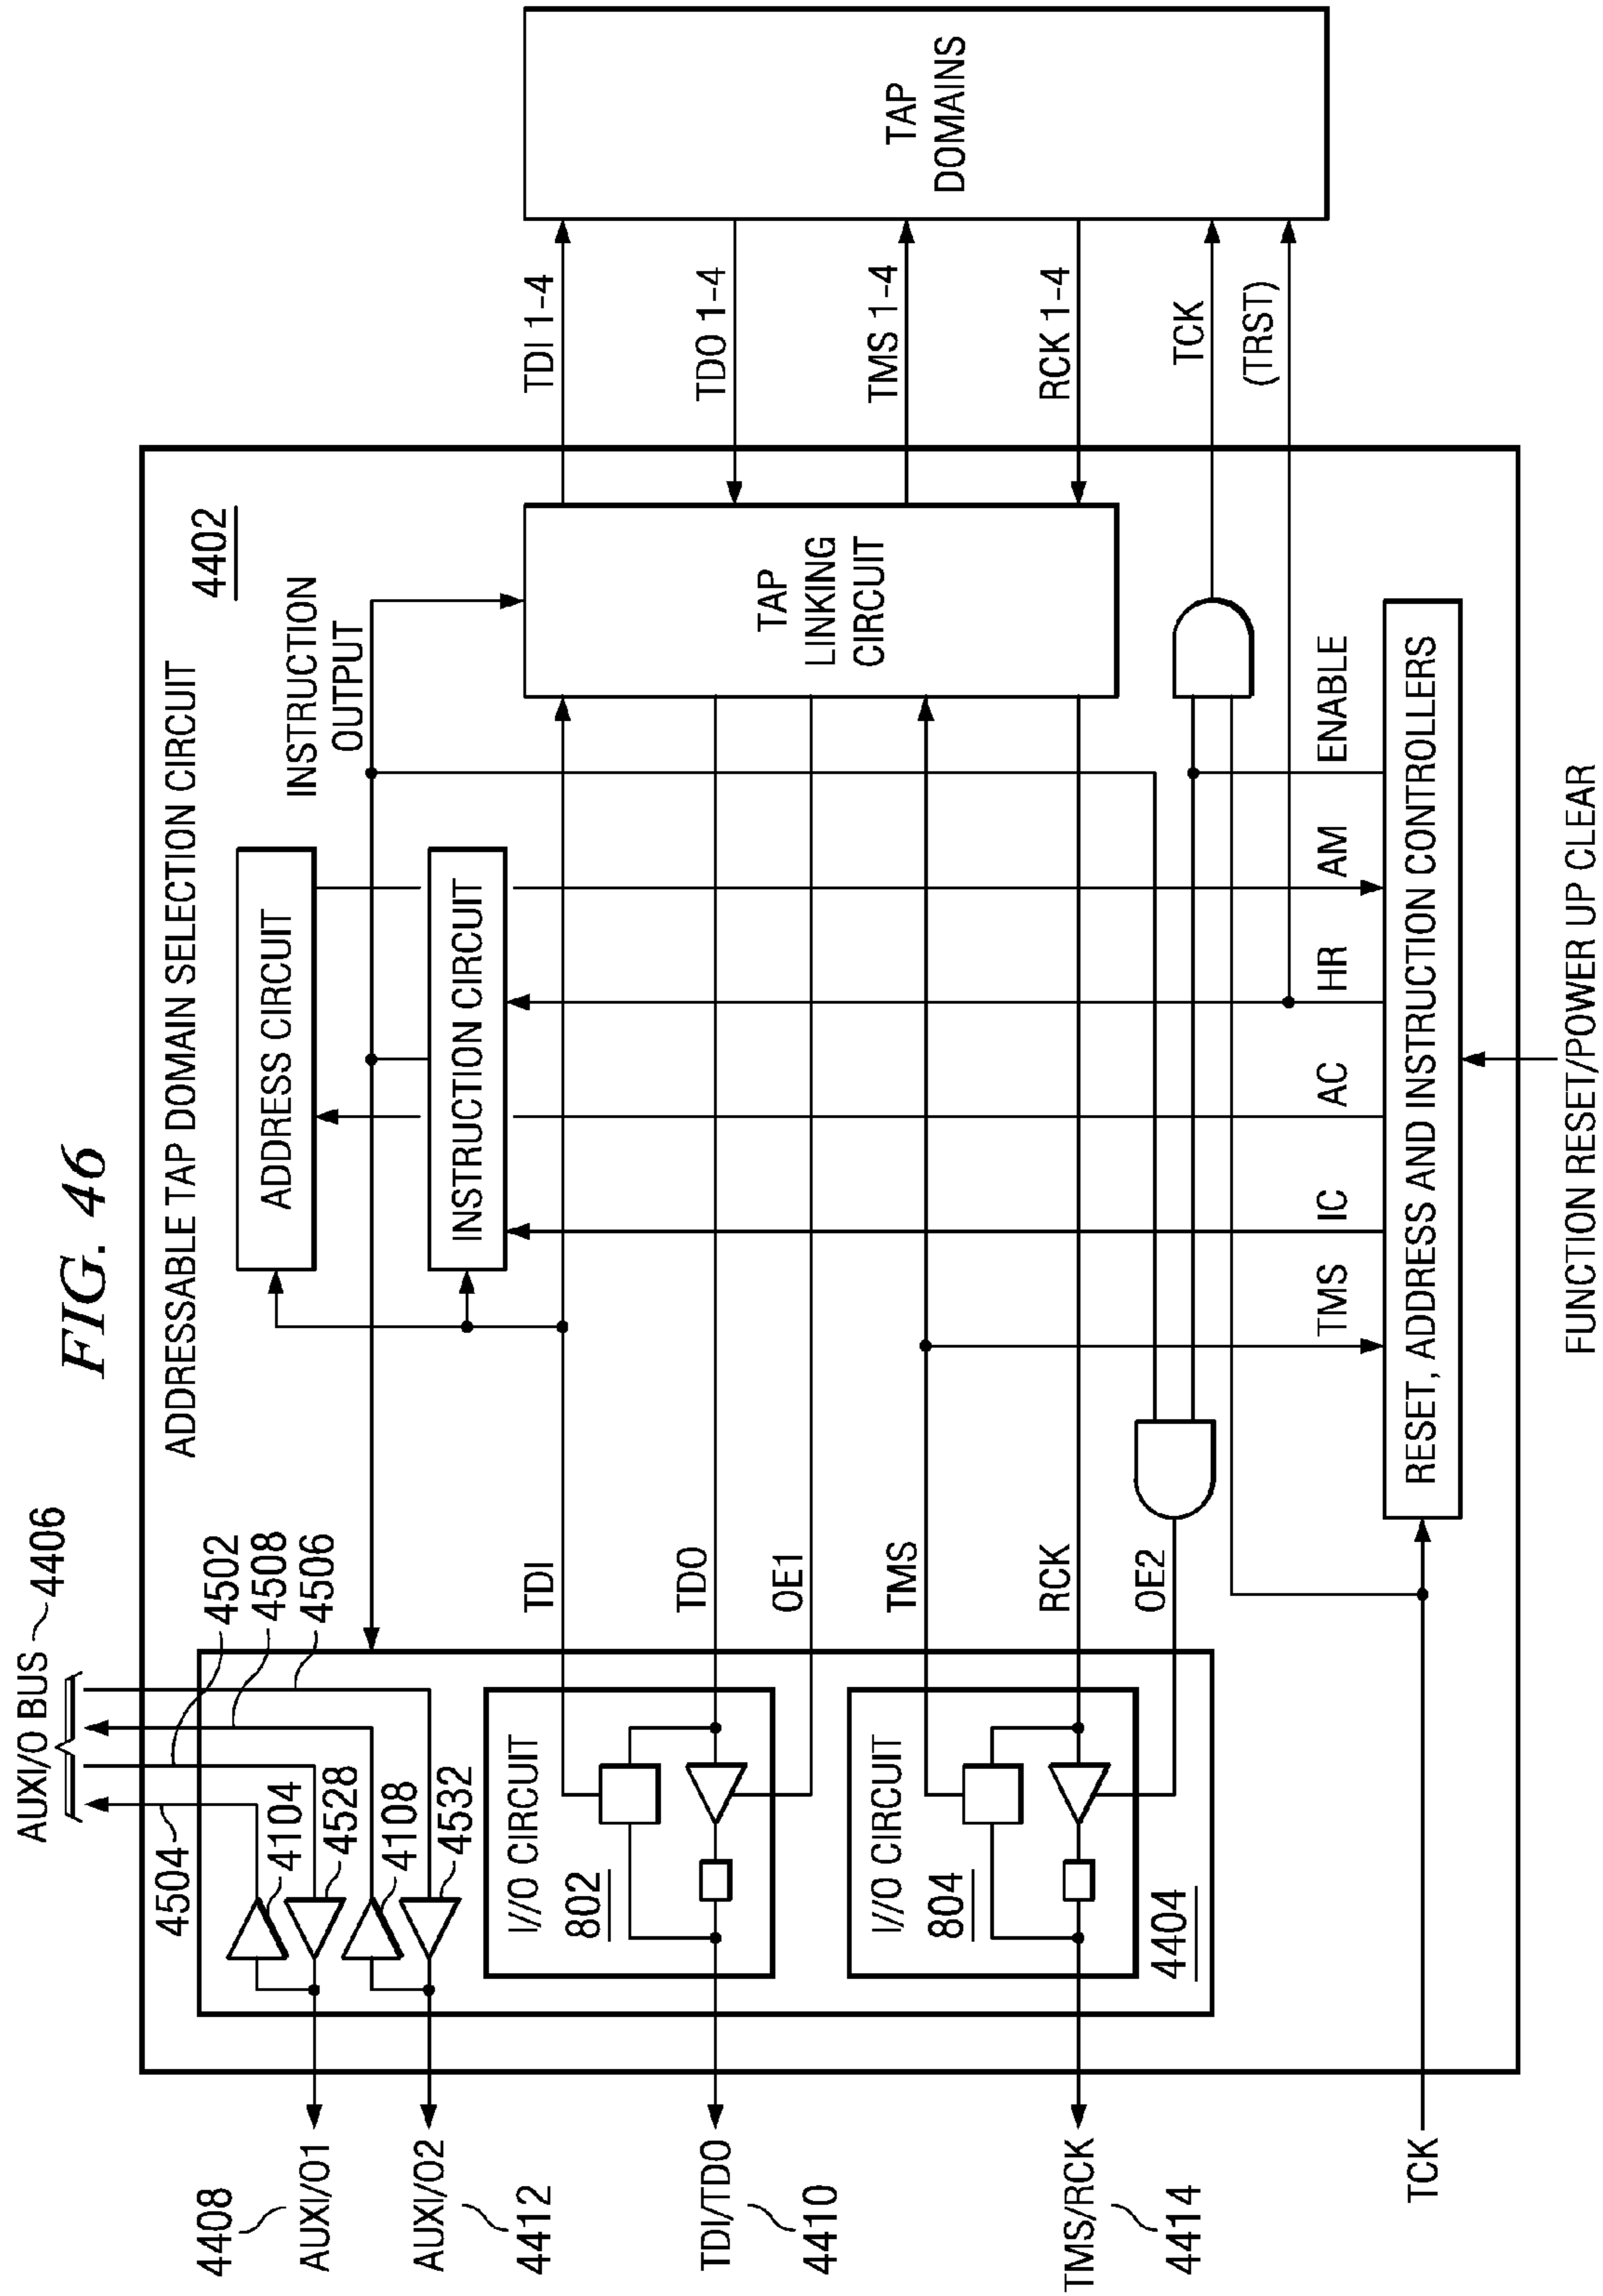 FIG. 46
ADDRESSABLE TAP DOMAIN SELECTION CIRCUIT
4402
AUXI/O BUS
4406
4502
4508
4506
4504
4104
4528
4108
4532
4408
AUXI/O1
AUXI/O2
4412
ADDRESS CIRCUIT
INSTRUCTION CIRCUIT
INSTRUCTION
OUTPUT
I//O CIRCUIT
802
TDI
TDO
OE1
TDI/TDO
4410
I//O CIRCUIT
804
4404
TMS
RCK
OE2
TMS/RCK
4414
TAP
LINKING
CIRCUIT
TDI 1-4
TDO 1-4
TMS 1-4
RCK 1-4
TCK
(TRST)
TAP
DOMAINS
TMS
IC
AC
HR
AM
ENABLE
RESET, ADDRESS AND INSTRUCTION CONTROLLERS
TCK
FUNCTION RESET/POWER UP CLEAR